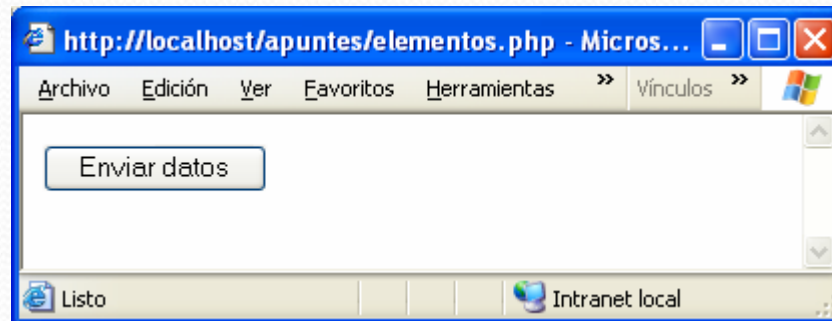 http://localhost/apuntes/elementos.php - Micros...
Archivo Edición Ver Favoritos Herramientas » Vínculos »
Enviar datos
Listo Intranet local